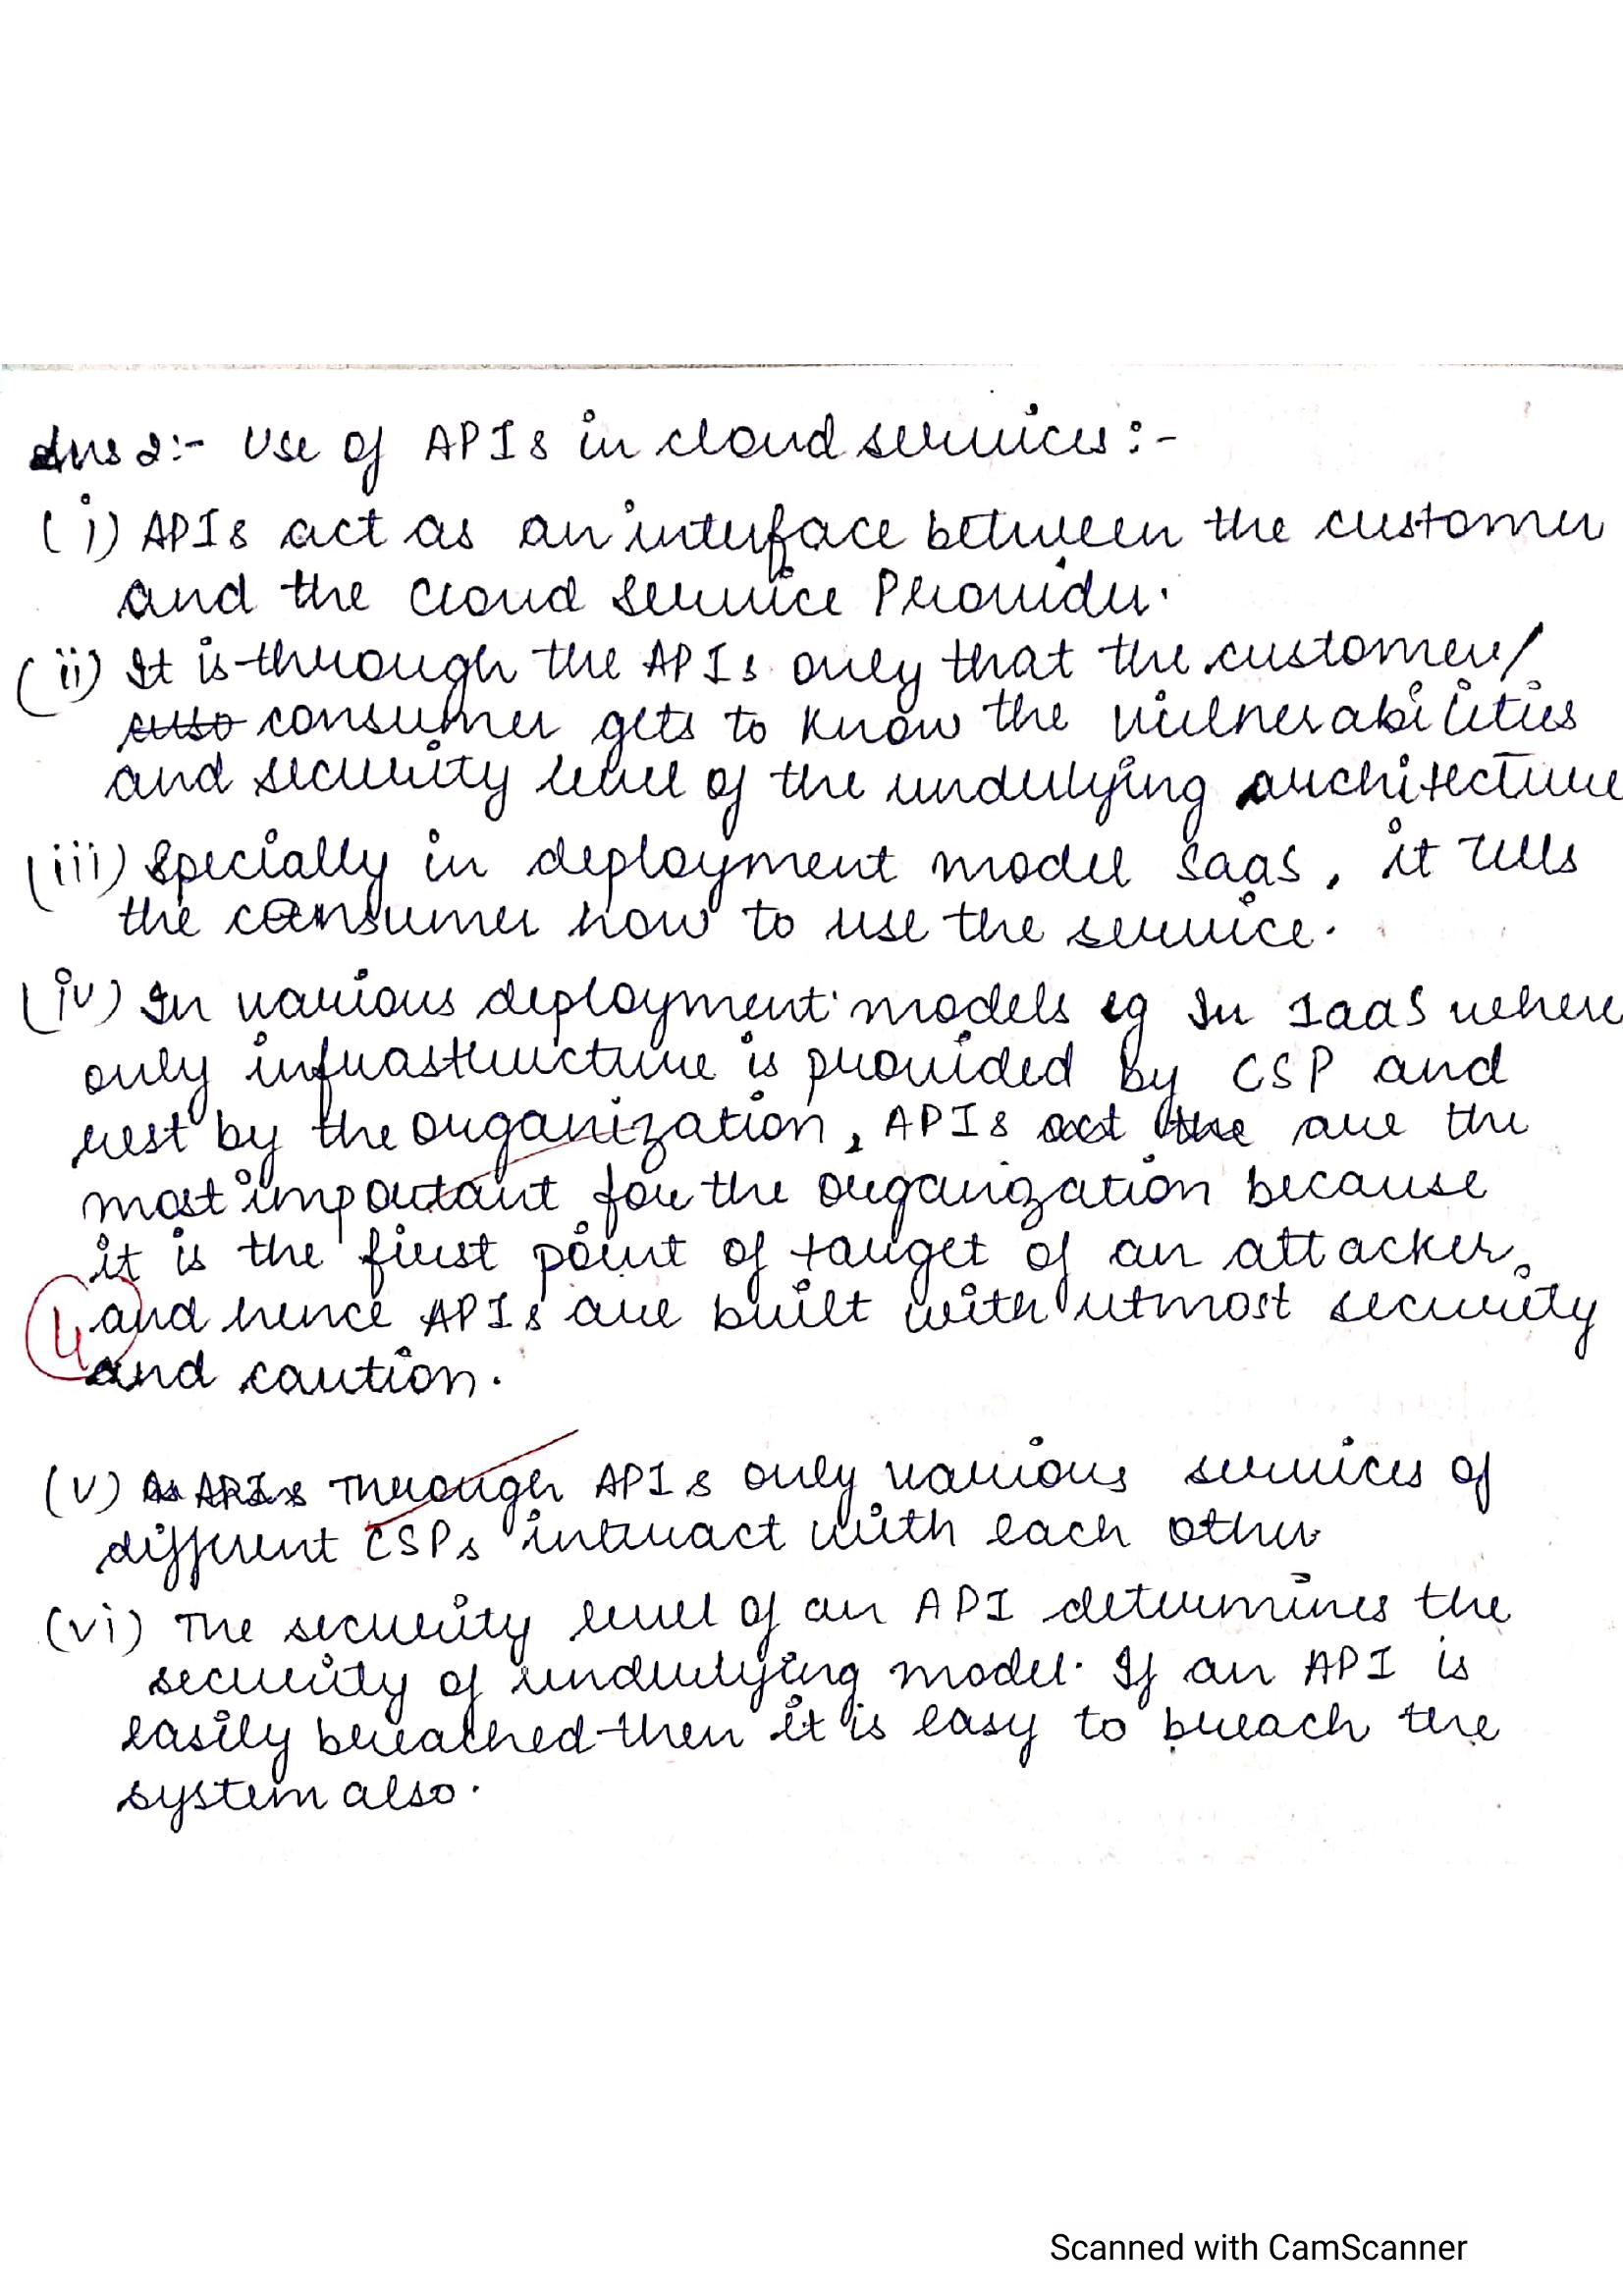 Ans 2:- Use of APIs in cloud services:-
(i) APIs act as an interface between the customer
and the Cloud Service Provider.
(ii) It is through the APIs only that the customer/
consumer gets to know the vulnerabilities
and security level of the underlying architecture
(iii) Specially in deployment model SaaS, it tells
the consumer how to use the service.
(iv) In various deployment models eg In IaaS where
only infrastructure is provided by CSP and
rest by the organization, APIs act the are the
most important for the organization because
it is the first point of target of an attacker
4
and hence APIs are built with utmost security
and caution.
(v) As APIs Through APIs only various services of
different CSPs interact with each other
(vi) The security level of an API determines the
security of underlying model. If an API is
easily breached then it is easy to breach the
system also.
Scanned with CamScanner